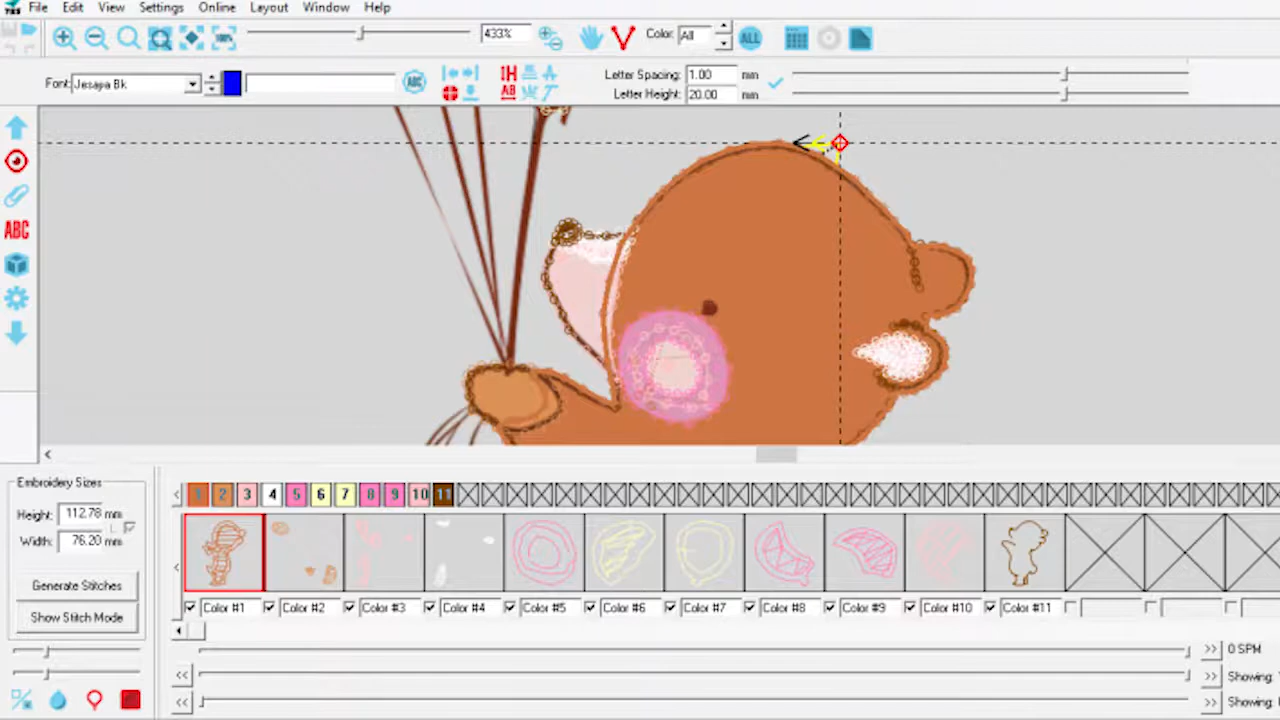 File Edit View Settings Online Layout Window Help
433% Color: All ALL
Font: Jesaya Bk ABC Letter Spacing: 1.00 mm
Letter Height: 20.00 mm
ABC
Embroidery Sizes
Height: 112.78 mm
Width: 76.20 mm
Generate Stitches
Show Stitch Mode
1 2 3 4 5 6 7 8 9 10 11
Color #1 Color #2 Color #3 Color #4 Color #5 Color #6 Color #7 Color #8 Color #9 Color #10 Color #11
>> 0 SPM
<< >> Showing:
<< >> Showing: